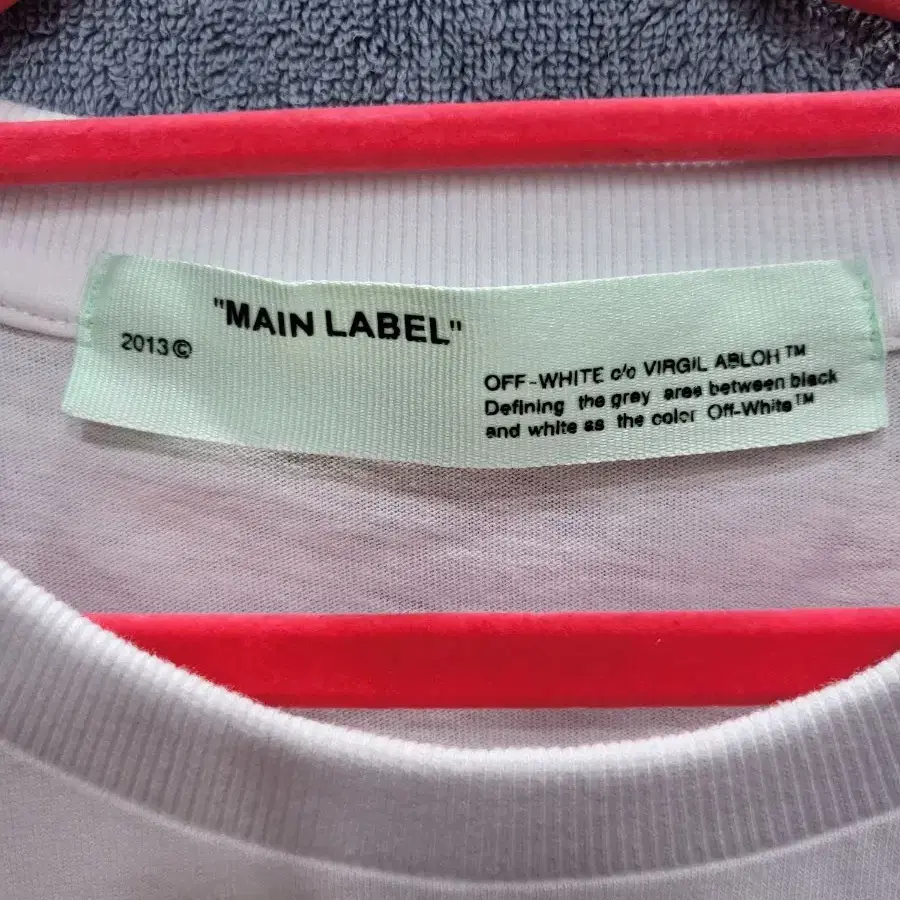 "MAIN LABEL"
2013©
OFF-WHITE c/o VIRGIL ABLOH™
Defining the grey area between black
and white as the color Off-White™